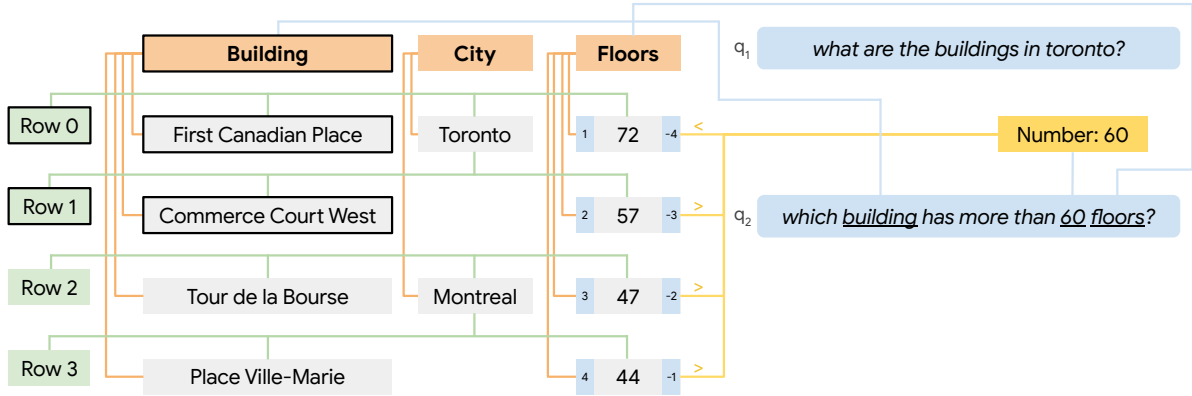 Building City Floors
q1 what are the buildings in toronto?
Row 0
First Canadian Place Toronto 1 72 -4 < Number: 60
Row 1
Commerce Court West 2 57 -3 >
q2 which building has more than 60 floors?
Row 2
Tour de la Bourse Montreal 3 47 -2 >
Row 3
Place Ville-Marie 4 44 -1 >